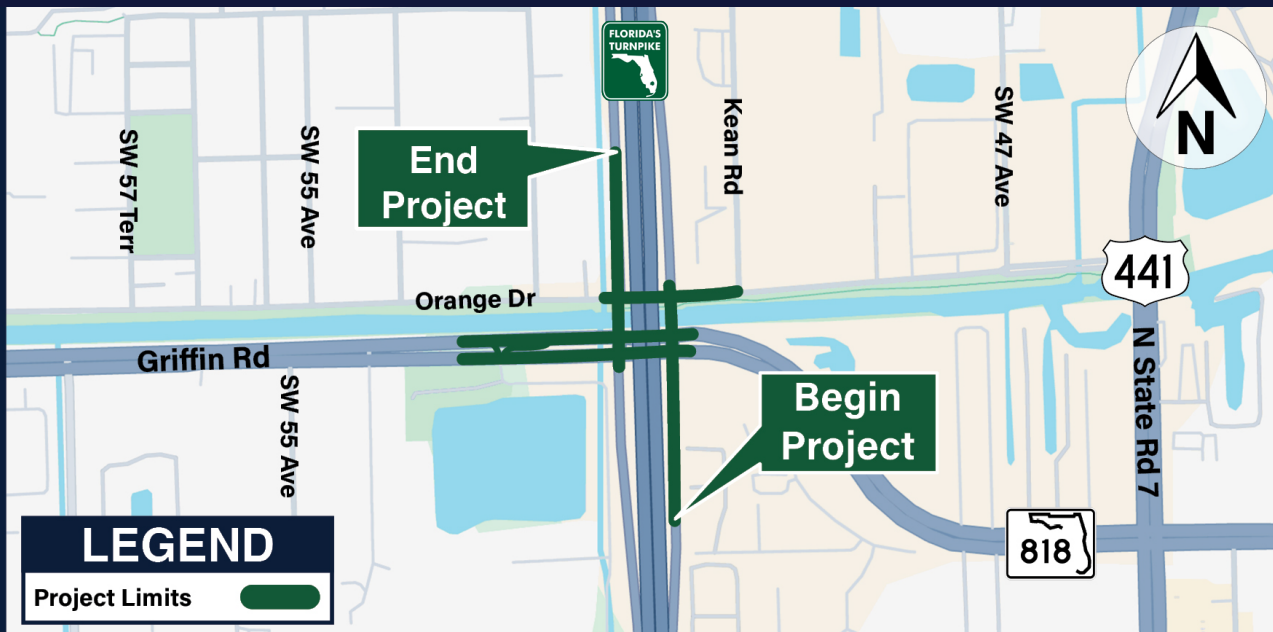 FLORIDA'S
TURNPIKE
N
Kean Rd
SW 47 Ave
SW 57 Terr
SW 55 Ave
End
Project
441
Orange Dr
Griffin Rd
SW 55 Ave
Begin
Project
N State Rd 7
818
LEGEND
Project Limits